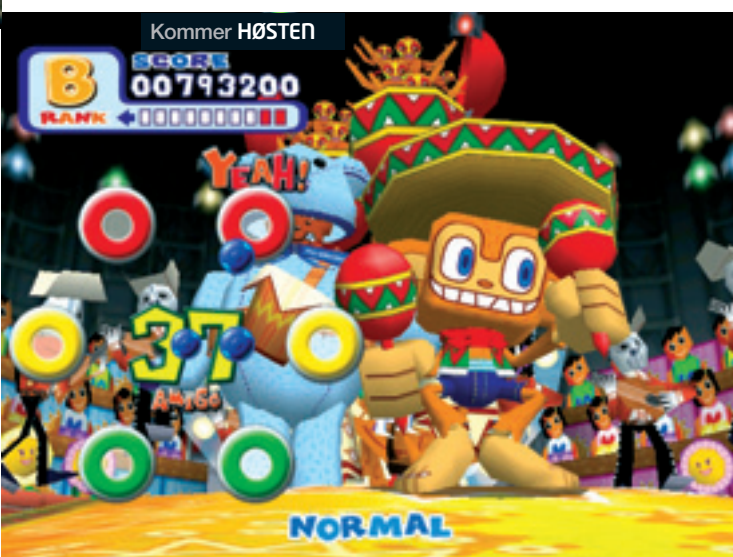 Kommer HØSTEN
SCORE
B
00793200
RANK
YEAH!
37
AMIGO
NORMAL